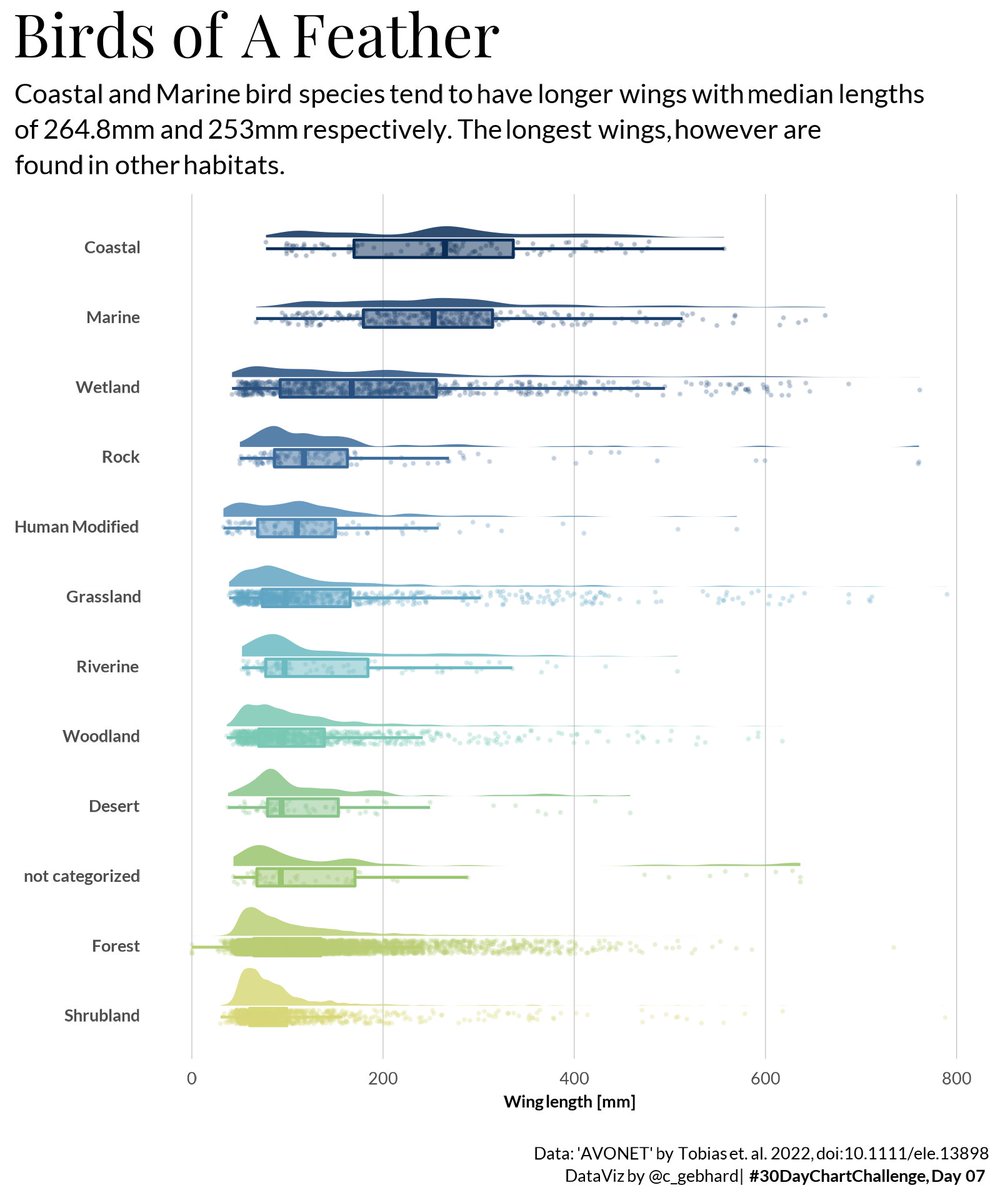 Birds of A Feather
Coastal and Marine bird species tend to have longer wings with median lengths
of 264.8mm and 253mm respectively. The longest wings, however are
found in other habitats.
Coastal
Marine
Wetland
Rock
Human Modified
Grassland
Riverine
Woodland
Desert
not categorized
Forest
Shrubland
0 200 400 600 800
Wing length [mm]
Data: 'AVONET' by Tobias et. al. 2022, doi:10.1111/ele.13898
DataViz by @c_gebhard| #30DayChartChallenge, Day 07